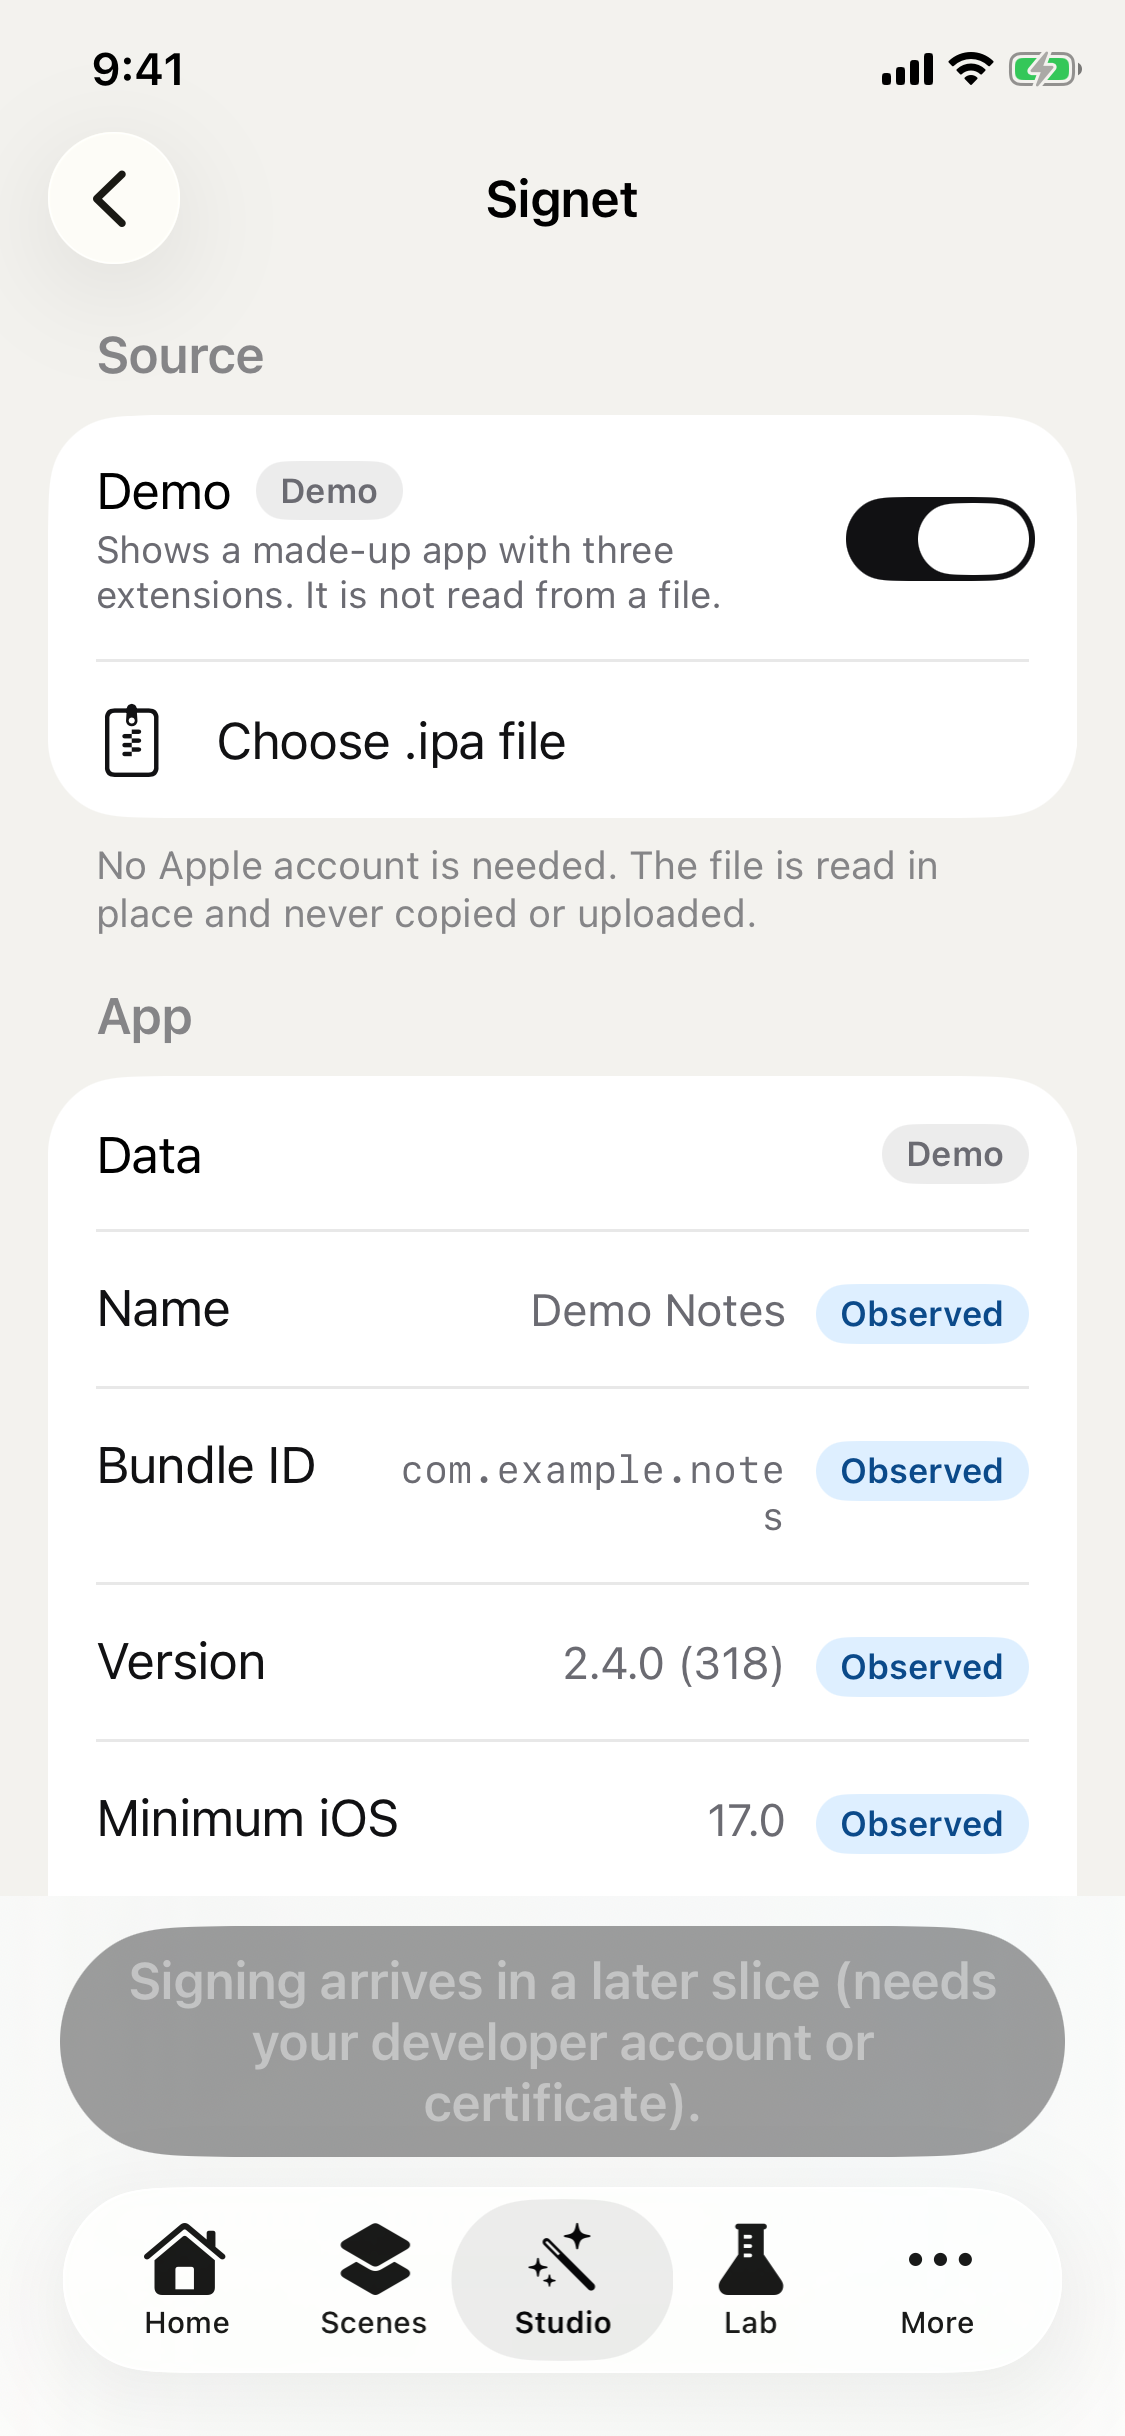 9:41
Signet
Source
Demo Demo
Shows a made-up app with three
extensions. It is not read from a file.
Choose .ipa file
No Apple account is needed. The file is read in
place and never copied or uploaded.
App
Data Demo
Name Demo Notes Observed
Bundle ID com.example.note Observed
s
Version 2.4.0 (318) Observed
Minimum iOS 17.0 Observed
Signing arrives in a later slice (needs
your developer account or
certificate).
Home Scenes Studio Lab More